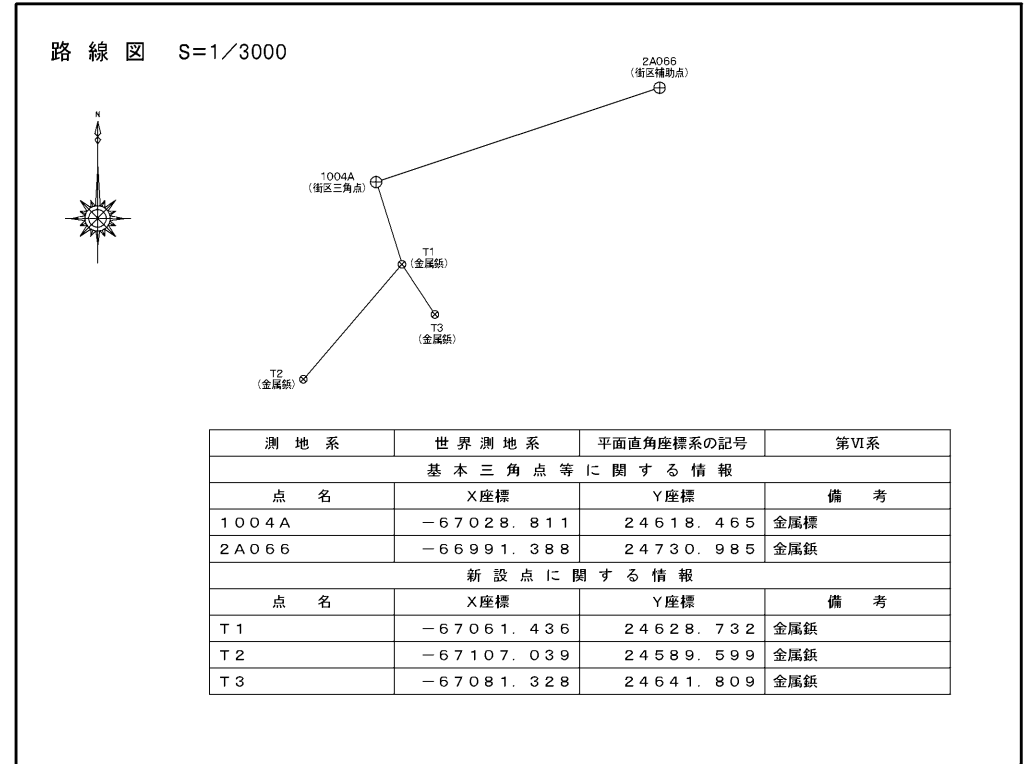 路線図 S=1/3000
N
2A066
(街区補助点)
1004A
(街区三角点)
T1
(金属鋲)
T3
(金属鋲)
T2
(金属鋲)
測地系 世界測地系 平面直角座標系の記号 第VI系
基本三角点等に関する情報
点名 X座標 Y座標 備考
1004A −67028.811 24618.465 金属標
2A066 −66991.388 24730.985 金属鋲
新設点に関する情報
点名 X座標 Y座標 備考
T1 −67061.436 24628.732 金属鋲
T2 −67107.039 24589.599 金属鋲
T3 −67081.328 24641.809 金属鋲